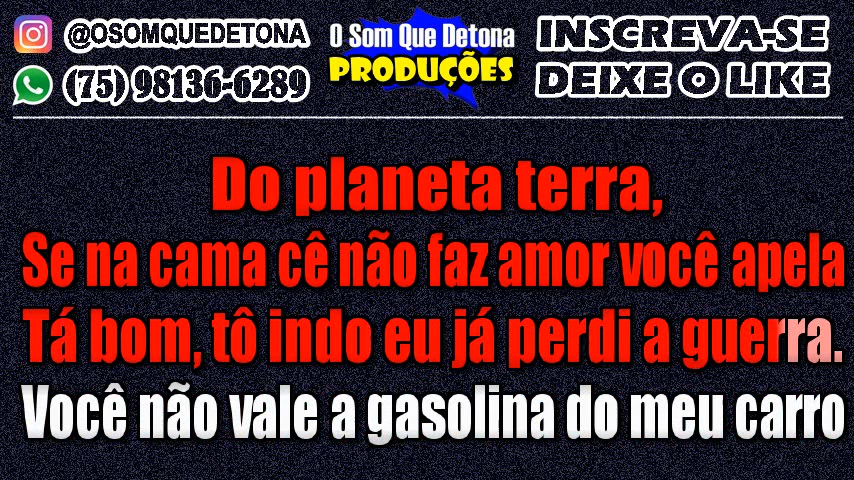 @OSOMQUEDETONA
(75) 98136-6289
O Som Que Detona
PRODUÇÕES
INSCREVA-SE
DEIXE O LIKE
Do planeta terra,
Se na cama cê não faz amor você apela
Tá bom, tô indo eu já perdi a guerra.
Você não vale a gasolina do meu carro